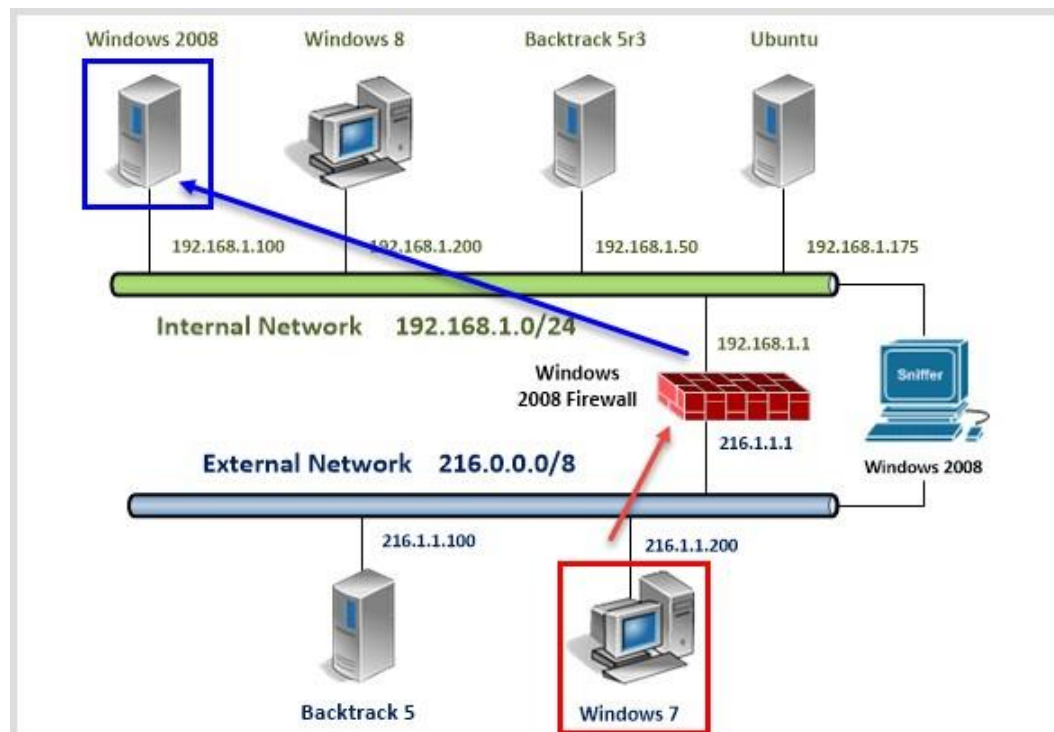 Windows 2008
Windows 8
Backtrack 5r3
Ubuntu
192.168.1.100
192.168.1.200
192.168.1.50
192.168.1.175
Internal Network 192.168.1.0/24
192.168.1.1
Windows
2008 Firewall
Sniffer
216.1.1.1
Windows 2008
External Network 216.0.0.0/8
216.1.1.100
216.1.1.200
Backtrack 5
Windows 7